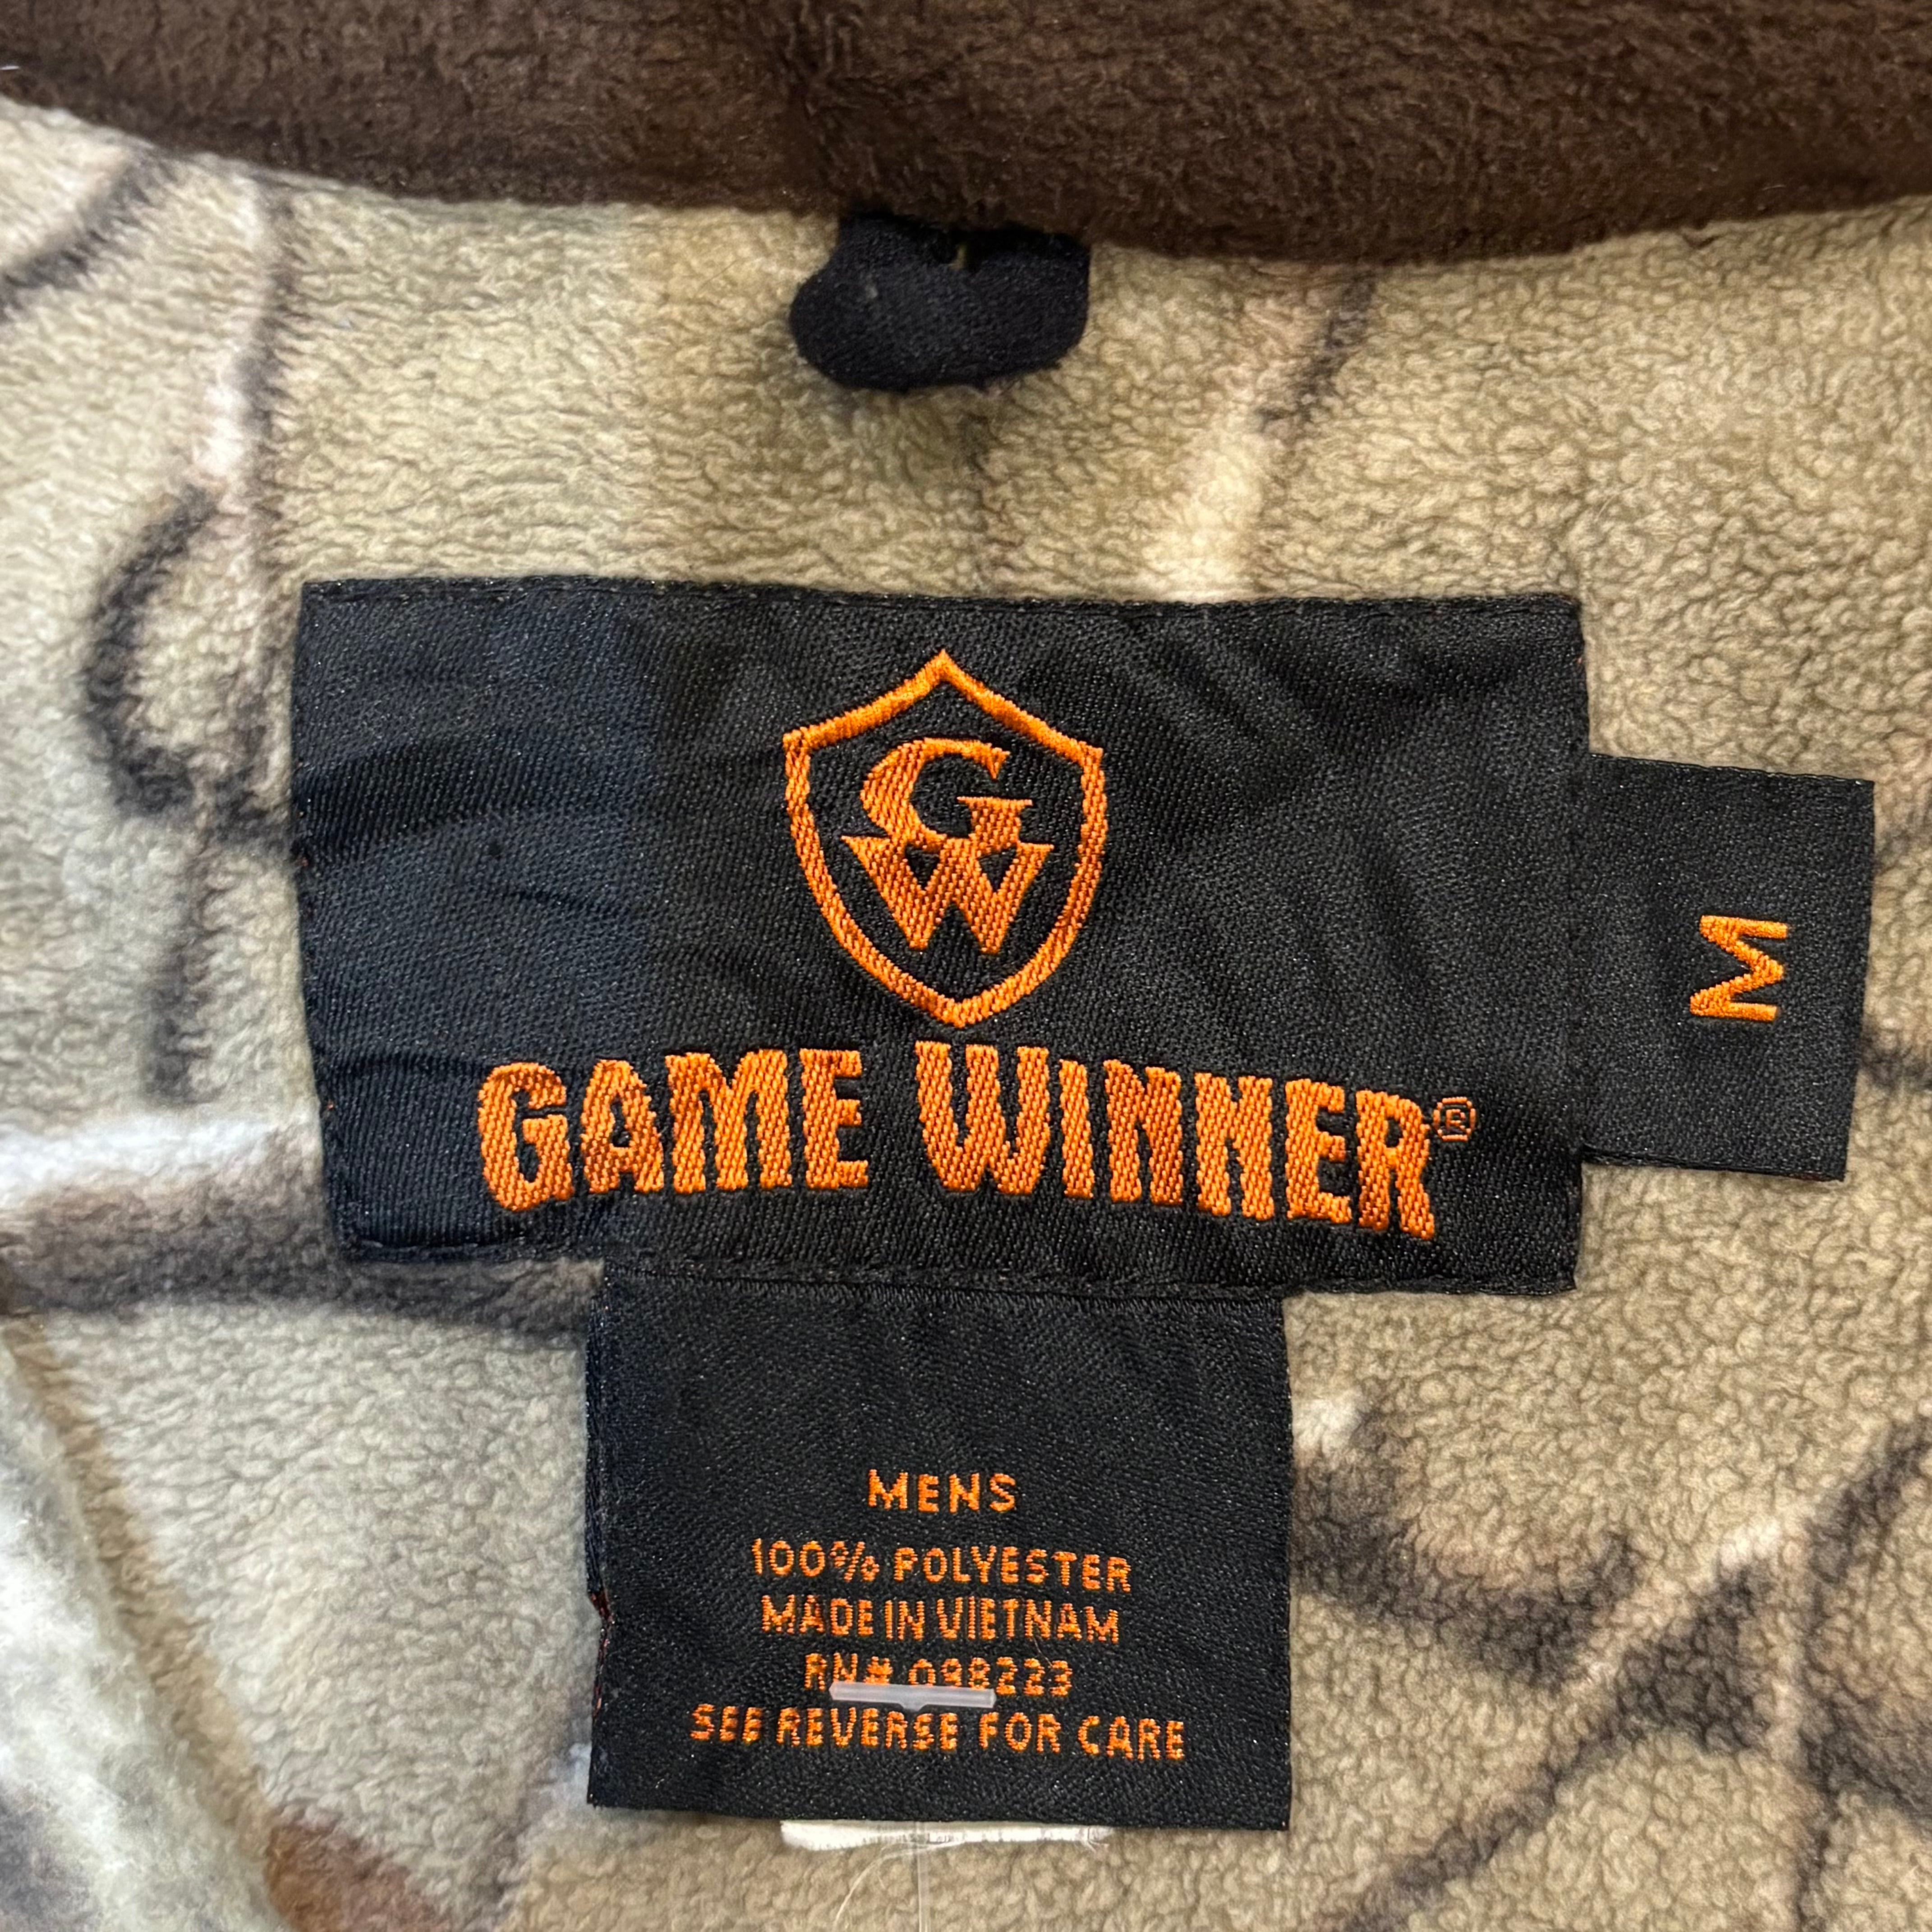 GW
GAME WINNER®
M
MENS
100% POLYESTER
MADE IN VIETNAM
RN# 098223
SEE REVERSE FOR CARE